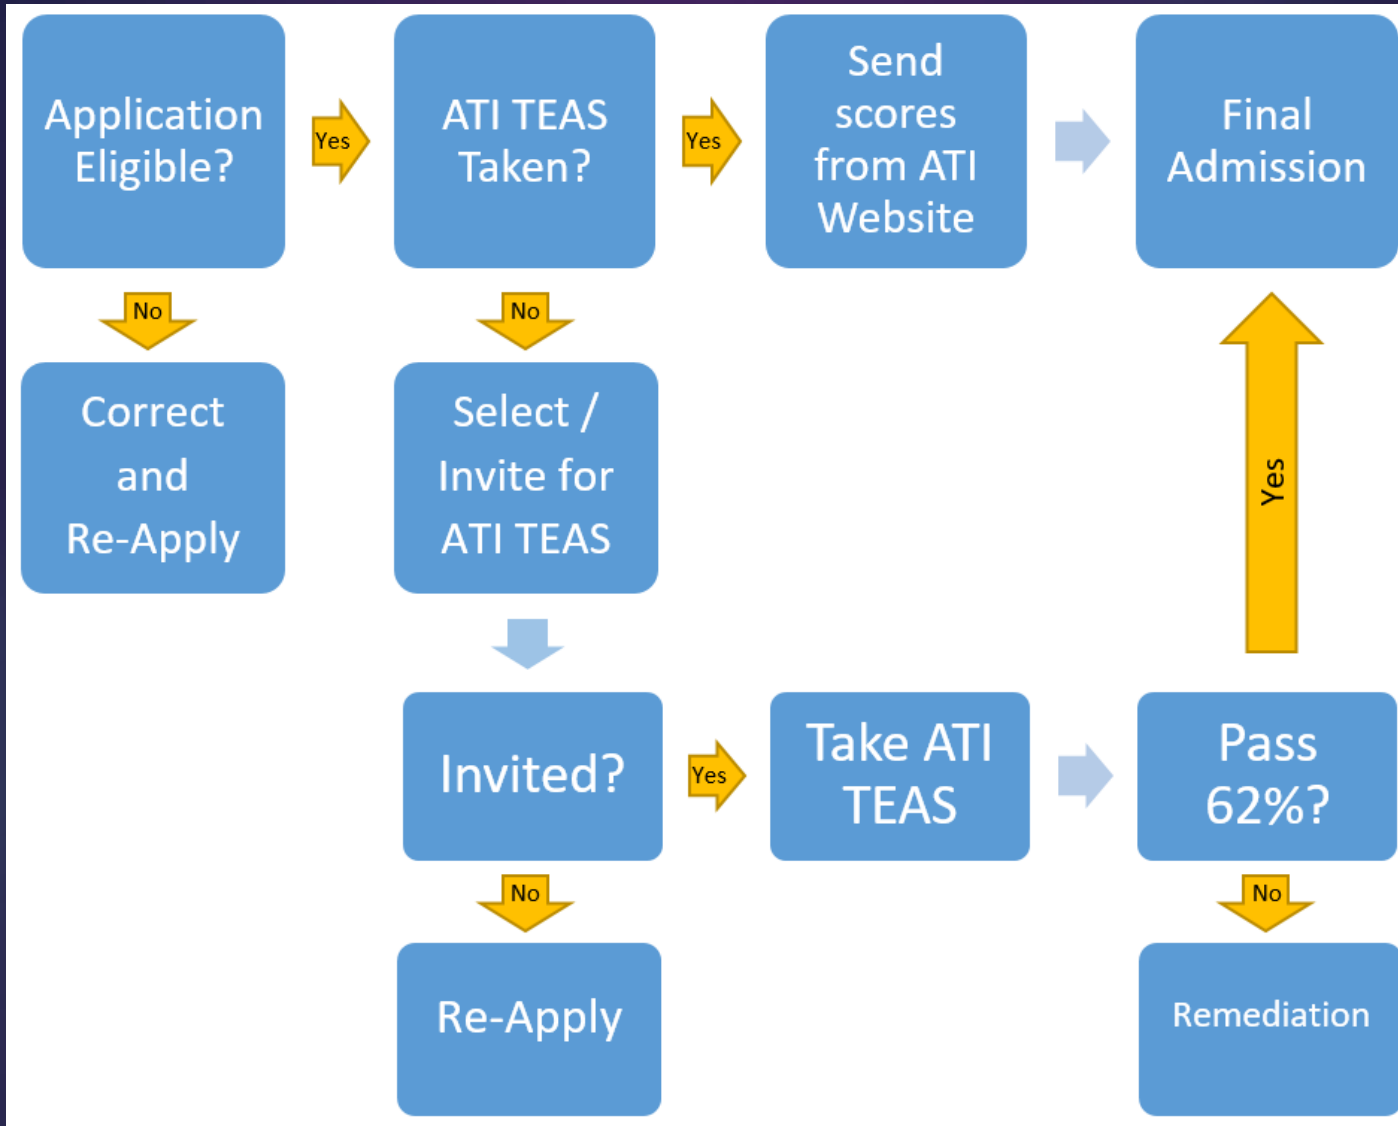 Application
Eligible?
Yes
ATI TEAS
Taken?
Yes
Send
scores
from ATI
Website
Final
Admission
No
No
Correct
and
Re-Apply
Select /
Invite for
ATI TEAS
Yes
Invited?
Yes
Take ATI
TEAS
Pass
62%?
No
No
Re-Apply
Remediation